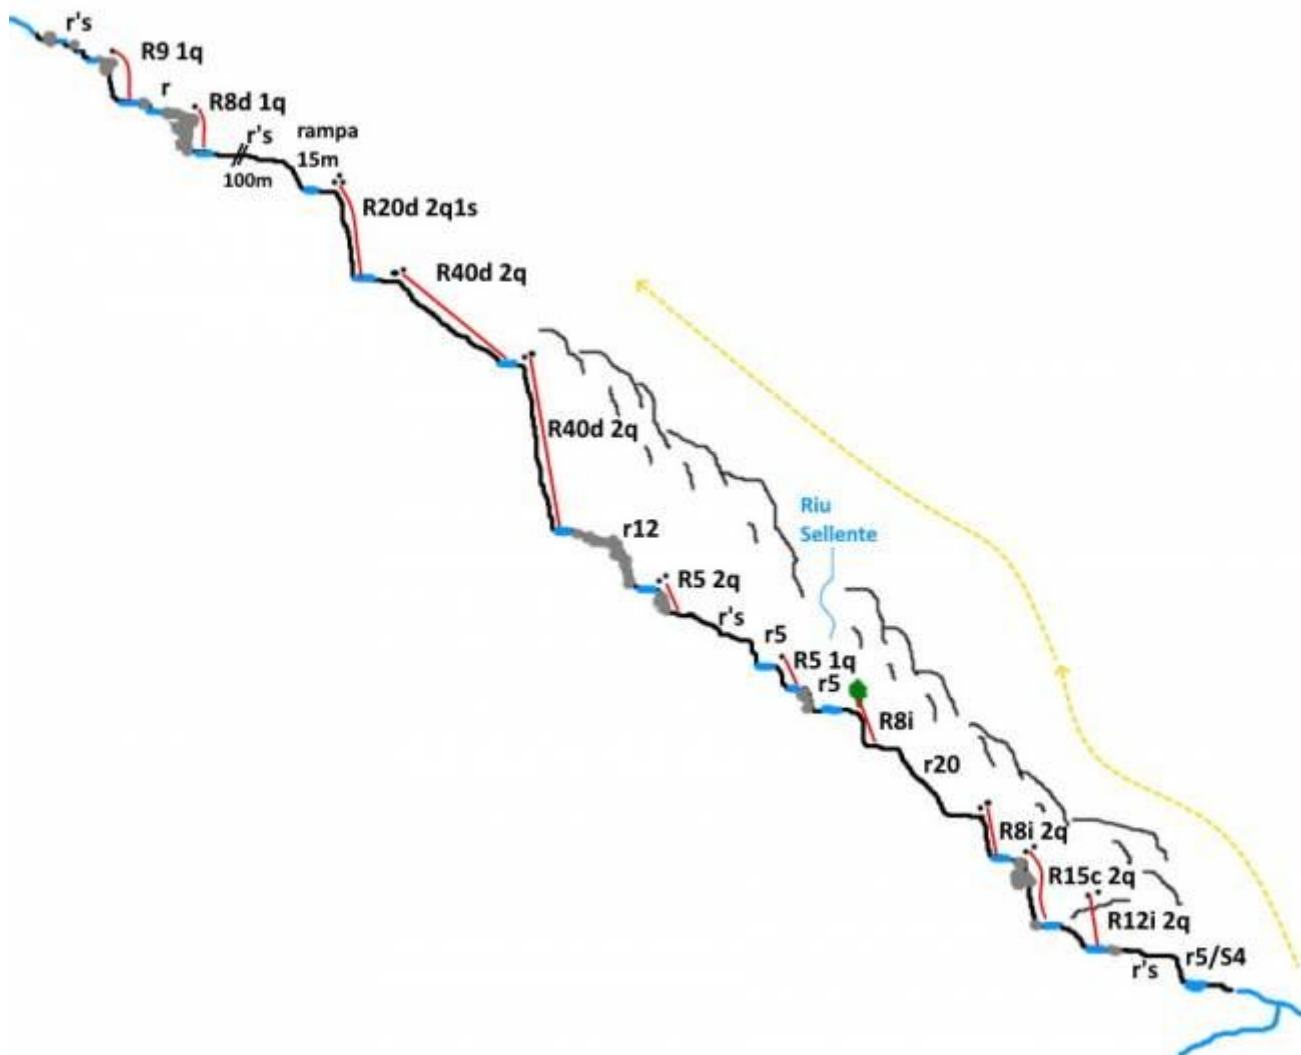 r's
R9 1q
r
R8d 1q
r's
rampa
15m
100m
R20d 2q1s
R40d 2q
R40d 2q
Riu
Sellente
r12
R5 2q
r's
r5
R5 1q
r5
R8i
r20
R8i 2q
R15c 2q
R12i 2q
r5/S4
r's